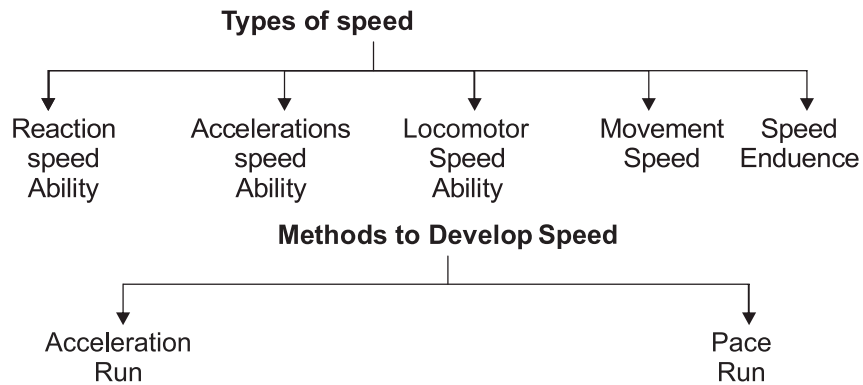 Types of speed
Reaction speed Ability
Accelerations speed Ability
Locomotor Speed Ability
Movement Speed
Speed Enduence
Methods to Develop Speed
Acceleration Run
Pace Run